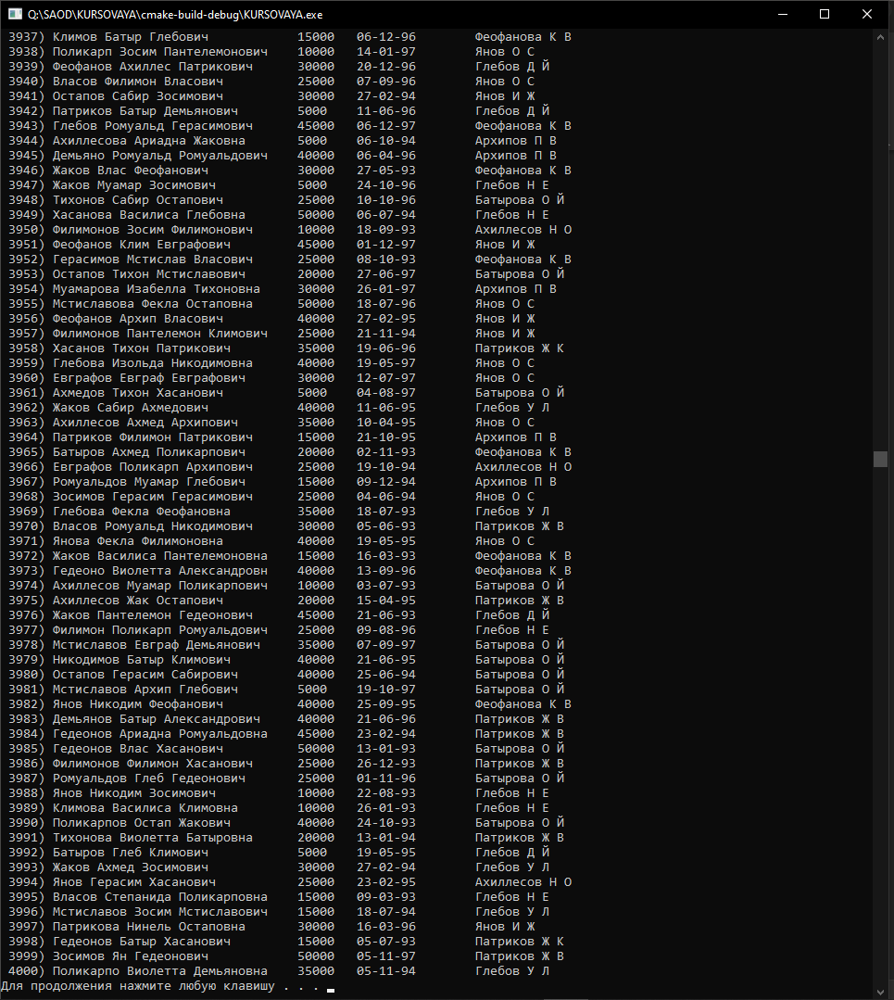 Q:\SAOD\KURSOVAYA\cmake-build-debug\KURSOVAYA.exe
3937) Климов Батыр Глебович 15000 06-12-96 Феофанова К В
3938) Поликарп Зосим Пантелемонович 10000 14-01-97 Янов О С
3939) Феофанов Ахиллес Патрикович 30000 20-12-96 Глебов Д Й
3940) Власов Филимон Власович 25000 07-09-96 Янов О С
3941) Остапов Сабир Зосимович 30000 27-02-94 Янов И Ж
3942) Патриков Батыр Демьянович 5000 11-06-96 Глебов Д Й
3943) Глебов Ромуальд Герасимович 45000 06-12-97 Феофанова К В
3944) Ахиллесова Ариадна Жаковна 5000 06-10-94 Архипов П В
3945) Демьяно Ромуальд Ромуальдович 40000 06-04-96 Архипов П В
3946) Жаков Влас Феофанович 30000 27-05-93 Феофанова К В
3947) Жаков Муамар Зосимович 5000 24-10-96 Глебов Н Е
3948) Тихонов Сабир Остапович 25000 10-10-96 Батырова О Й
3949) Хасанова Василиса Глебовна 50000 06-07-94 Глебов Н Е
3950) Филимонов Зосим Филимонович 10000 18-09-93 Ахиллесов Н О
3951) Феофанов Клим Евграфович 45000 01-12-97 Янов И Ж
3952) Герасимов Мстислав Власович 25000 08-10-93 Феофанова К В
3953) Остапов Тихон Мстиславович 20000 27-06-97 Батырова О Й
3954) Муамарова Изабелла Тихоновна 30000 26-01-97 Архипов П В
3955) Мстиславова Фекла Остаповна 50000 18-07-96 Янов О С
3956) Феофанов Архип Власович 40000 27-02-95 Янов И Ж
3957) Филимонов Пантелемон Климович 25000 21-11-94 Янов И Ж
3958) Хасанов Тихон Патрикович 35000 19-06-96 Патриков Ж К
3959) Глебова Изольда Никодимовна 40000 19-05-97 Янов О С
3960) Евграфов Евграф Евграфович 30000 12-07-97 Янов О С
3961) Ахмедов Тихон Хасанович 5000 04-08-97 Батырова О Й
3962) Жаков Сабир Ахмедович 40000 11-06-95 Глебов У Л
3963) Ахиллесов Ахмед Архипович 35000 10-04-95 Янов О С
3964) Патриков Филимон Патрикович 15000 21-10-95 Архипов П В
3965) Батыров Ахмед Поликарпович 20000 02-11-93 Феофанова К В
3966) Евграфов Поликарп Архипович 25000 19-10-94 Ахиллесов Н О
3967) Ромуальдов Муамар Глебович 15000 09-12-94 Архипов П В
3968) Зосимов Герасим Герасимович 25000 04-06-94 Янов О С
3969) Глебова Фекла Феофановна 35000 18-07-93 Глебов У Л
3970) Власов Ромуальд Никодимович 30000 05-06-93 Патриков Ж В
3971) Янова Фекла Филимоновна 40000 19-05-95 Янов О С
3972) Жаков Василиса Пантелемоновна 15000 16-03-93 Феофанова К В
3973) Гедеоно Виолетта Александровн 40000 13-09-96 Феофанова К В
3974) Ахиллесов Муамар Поликарпович 10000 03-07-93 Батырова О Й
3975) Ахиллесов Жак Остапович 20000 15-04-95 Патриков Ж В
3976) Жаков Пантелемон Гедеонович 45000 21-06-93 Глебов Д Й
3977) Филимон Поликарп Ромуальдович 25000 09-08-96 Глебов Н Е
3978) Мстиславов Евграф Демьянович 35000 07-09-97 Батырова О Й
3979) Никодимов Батыр Климович 40000 21-06-95 Батырова О Й
3980) Остапов Герасим Сабирович 40000 25-06-94 Батырова О Й
3981) Мстиславов Архип Глебович 5000 19-10-97 Батырова О Й
3982) Янов Никодим Феофанович 40000 25-09-95 Феофанова К В
3983) Демьянов Батыр Александрович 40000 21-06-96 Патриков Ж В
3984) Гедеонов Ариадна Ромуальдовна 45000 23-02-94 Патриков Ж В
3985) Гедеонов Влас Хасанович 50000 13-01-93 Батырова О Й
3986) Филимонов Филимон Хасанович 25000 26-12-93 Патриков Ж В
3987) Ромуальдов Глеб Гедеонович 25000 01-11-96 Батырова О Й
3988) Янов Никодим Зосимович 10000 22-08-93 Глебов Н Е
3989) Климова Василиса Климовна 10000 26-01-93 Глебов Н Е
3990) Поликарпов Остап Жакович 40000 24-10-93 Батырова О Й
3991) Тихонова Виолетта Батыровна 20000 13-01-94 Патриков Ж В
3992) Батыров Глеб Климович 5000 19-05-95 Глебов Д Й
3993) Жаков Ахмед Зосимович 30000 27-02-94 Глебов У Л
3994) Янов Герасим Хасанович 25000 23-02-95 Ахиллесов Н О
3995) Власов Степанида Поликарповна 15000 09-03-93 Глебов Н Е
3996) Мстиславов Зосим Мстиславович 15000 18-07-94 Глебов У Л
3997) Патрикова Нинель Остаповна 30000 16-03-96 Янов И Ж
3998) Гедеонов Батыр Хасанович 15000 05-07-93 Патриков Ж К
3999) Зосимов Ян Гедеонович 50000 05-11-97 Патриков Ж В
4000) Поликарпо Виолетта Демьяновна 35000 05-11-94 Глебов У Л
Для продолжения нажмите любую клавишу . . .